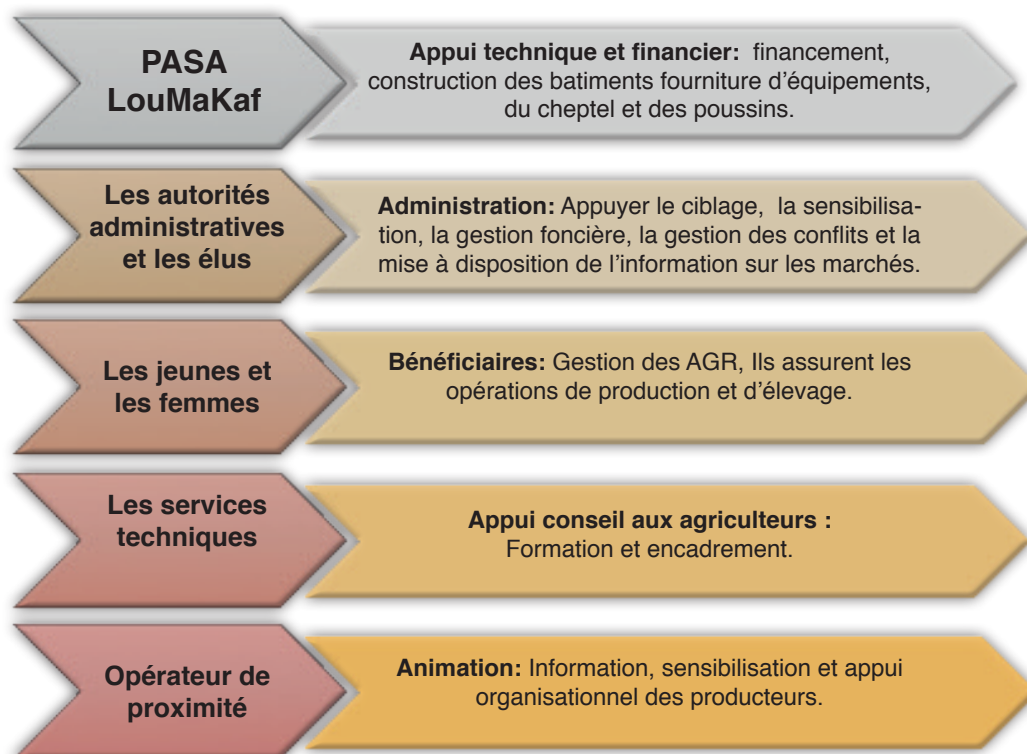 PASA
LouMaKaf
Appui technique et financier: financement,
construction des batiments fourniture d'équipements,
du cheptel et des poussins.
Les autorités
administratives
et les élus
Administration: Appuyer le ciblage, la sensibilisa-
tion, la gestion foncière, la gestion des conflits et la
mise à disposition de l'information sur les marchés.
Les jeunes et
les femmes
Bénéficiaires: Gestion des AGR, Ils assurent les
opérations de production et d'élevage.
Les services
techniques
Appui conseil aux agriculteurs :
Formation et encadrement.
Opérateur de
proximité
Animation: Information, sensibilisation et appui
organisationnel des producteurs.